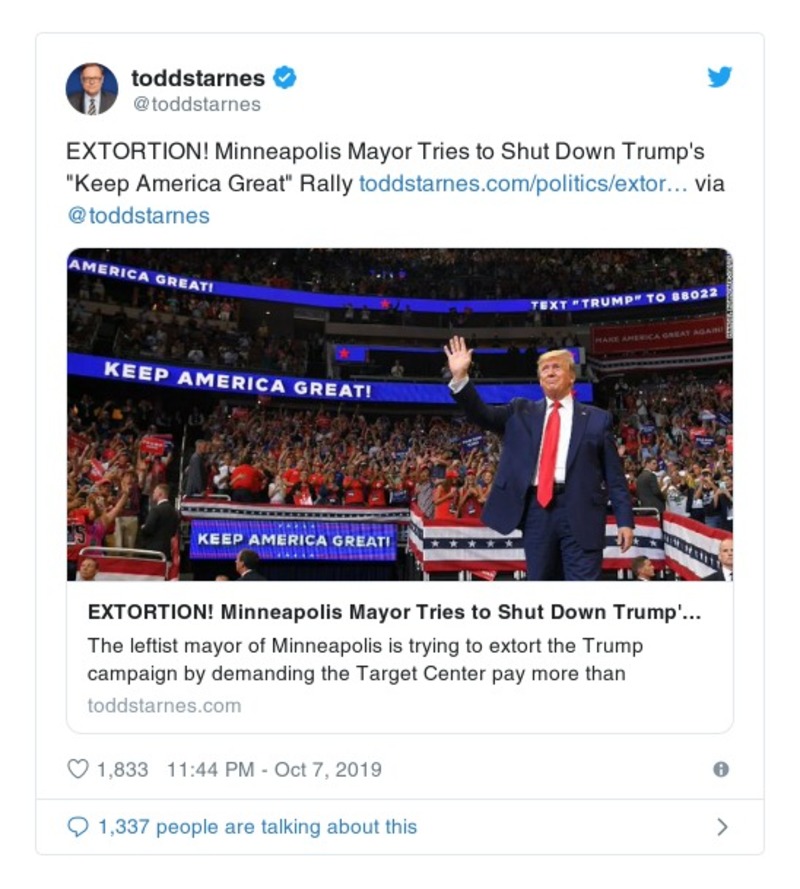 toddstarnes
@toddstarnes
EXTORTION! Minneapolis Mayor Tries to Shut Down Trump's
"Keep America Great" Rally toddstarnes.com/politics/extor… via
@toddstarnes
AMERICA GREAT!
TEXT "TRUMP" TO 88022
MAKE AMERICA GREAT AGAIN!
KEEP AMERICA GREAT!
KEEP AMERICA GREAT!
EXTORTION! Minneapolis Mayor Tries to Shut Down Trump'…
The leftist mayor of Minneapolis is trying to extort the Trump
campaign by demanding the Target Center pay more than
toddstarnes.com
1,833 11:44 PM - Oct 7, 2019
1,337 people are talking about this